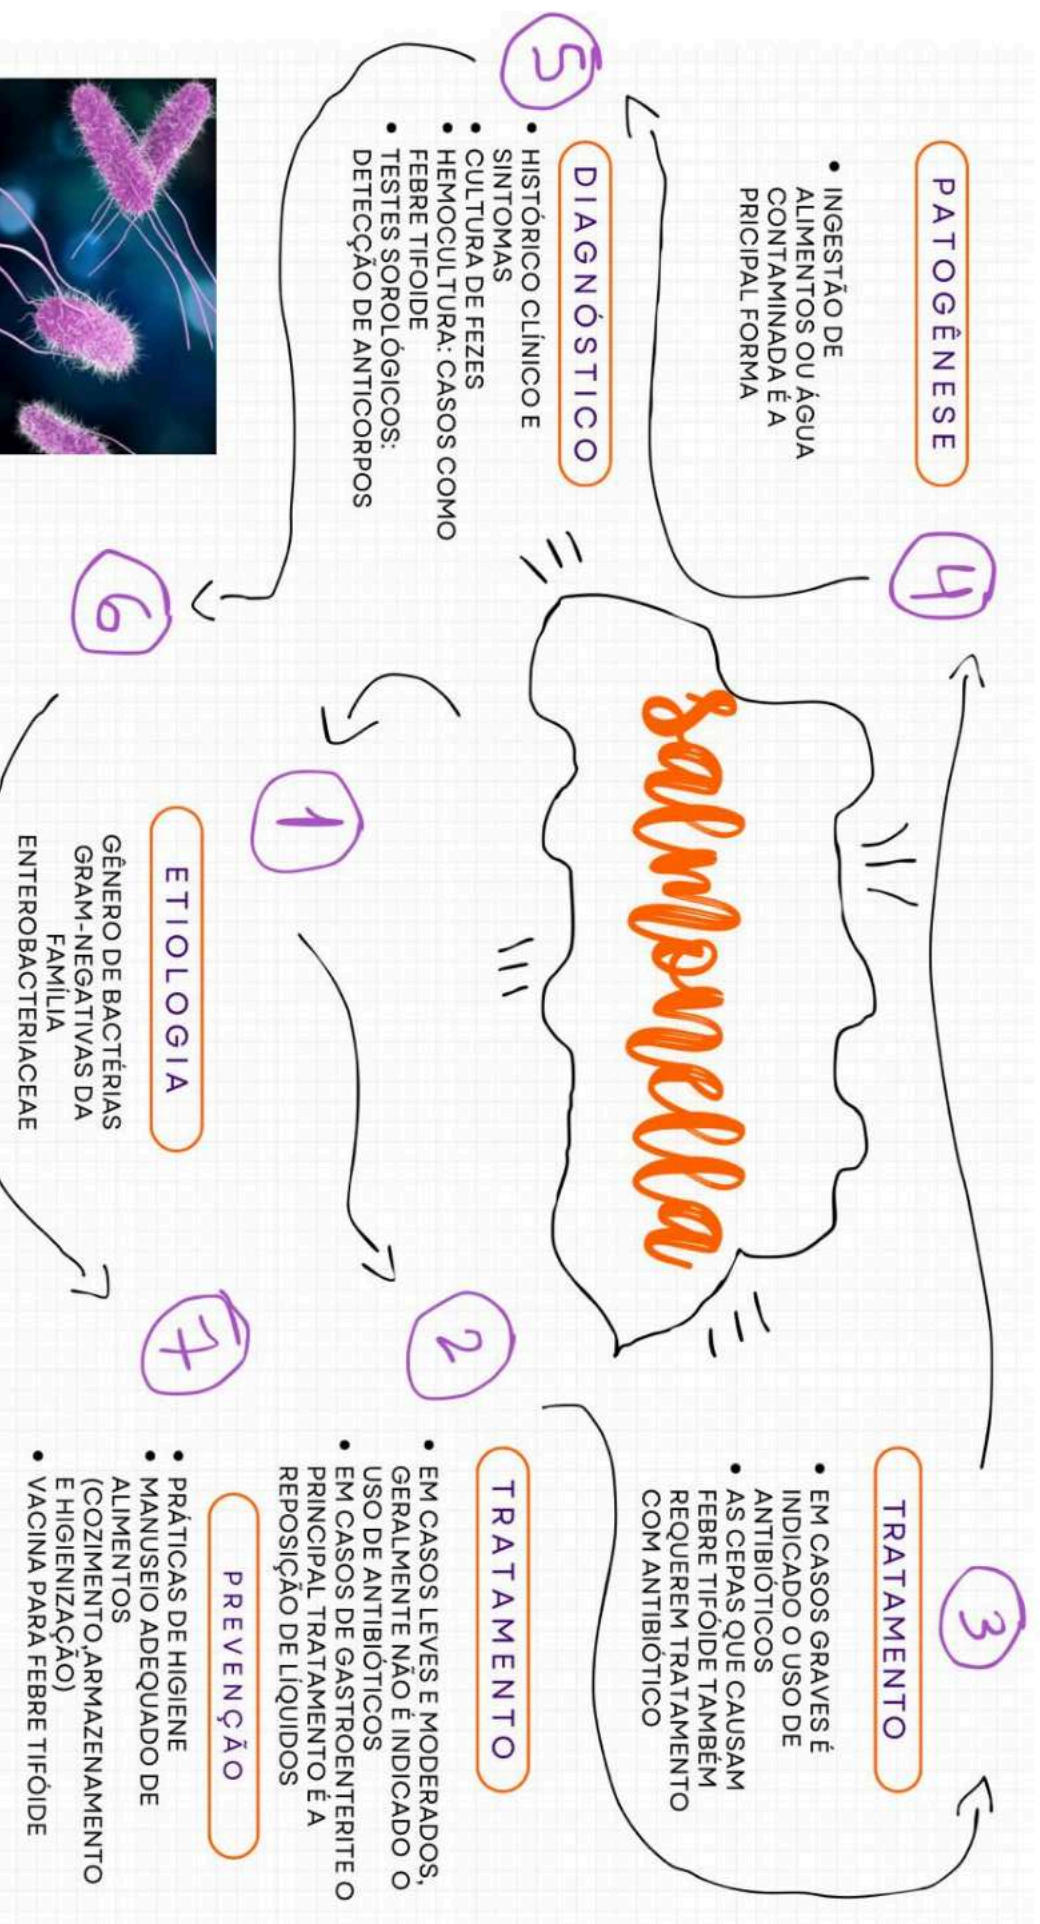 salmonella
1
ETIOLOGIA
GÊNERO DE BACTÉRIAS
GRAM-NEGATIVAS DA
FAMÍLIA
ENTEROBACTERIACEAE
2
TRATAMENTO
• EM CASOS LEVES E MODERADOS,
GERALMENTE NÃO É INDICADO O
USO DE ANTIBIÓTICOS
• EM CASOS DE GASTROENTERITE O
PRINCIPAL TRATAMENTO É A
REPOSIÇÃO DE LÍQUIDOS
3
TRATAMENTO
• EM CASOS GRAVES É
INDICADO O USO DE
ANTIBIÓTICOS
• AS CEPAS QUE CAUSAM
FEBRE TIFÓIDE TAMBÉM
REQUEREM TRATAMENTO
COM ANTIBIÓTICO
4
PATOGÊNESE
• INGESTÃO DE
ALIMENTOS OU ÁGUA
CONTAMINADA É A
PRICIPAL FORMA
5
DIAGNÓSTICO
• HISTÓRICO CLÍNICO E
SINTOMAS
• CULTURA DE FEZES
• HEMOCULTURA: CASOS COMO
FEBRE TIFOIDE
• TESTES SOROLÓGICOS:
DETECÇÃO DE ANTICORPOS
6
7
PREVENÇÃO
• PRÁTICAS DE HIGIENE
• MANUSEIO ADEQUADO DE
ALIMENTOS
(COZIMENTO,ARMAZENAMENTO
E HIGIENIZAÇÃO)
• VACINA PARA FEBRE TIFÓIDE